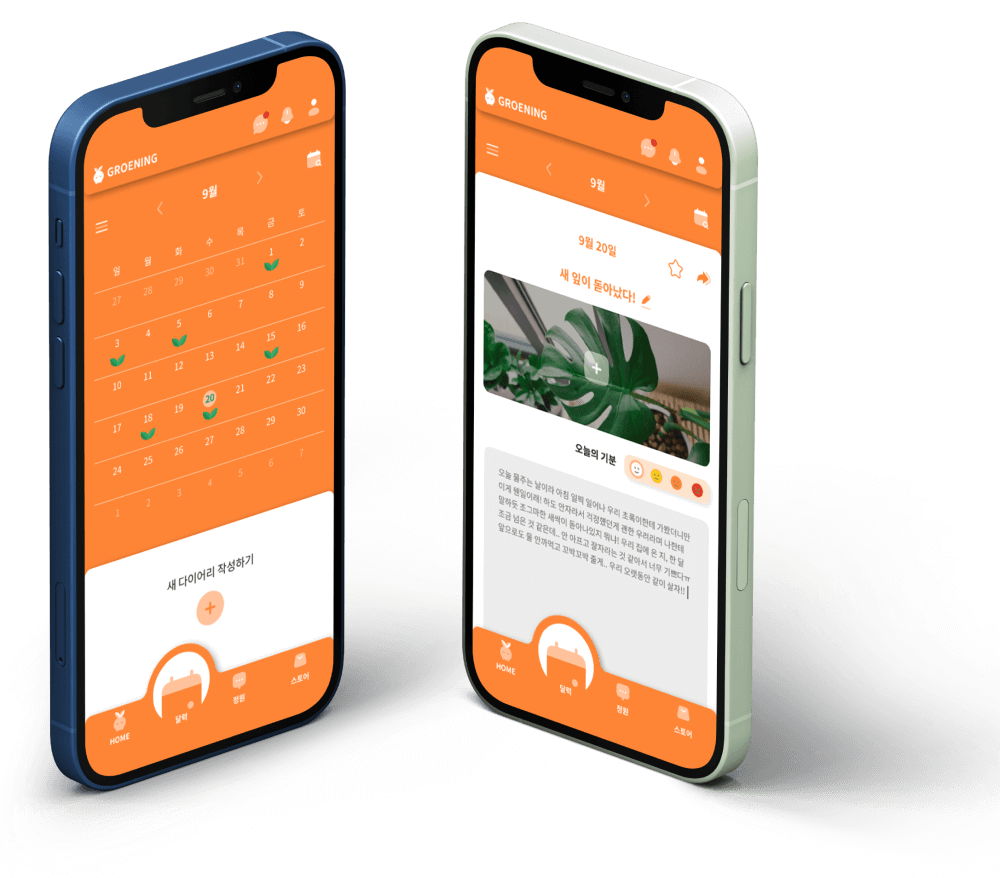 GROENING
9월
일 월 화 수 목 금 토
27 28 29 30 31 1 2
3 4 5 6 7 8 9
10 11 12 13 14 15 16
17 18 19 20 21 22 23
24 25 26 27 28 29 30
1 2 3 4 5 6 7
새 다이어리 작성하기
+
HOME
달력
정원
스토어
GROENING
9월
9월 20일
새 잎이 돋아났다!
+
오늘의 기분
오늘 물주는 날이라 아침 일찍 일어나 우리 초록이한테 가봤더니만
이게 웬일이래! 하도 안자라서 걱정했던게 괜한 우려라며 나한테
말하듯 조그마한 새싹이 돋아나있지 뭐냐! 우리 집에 온 지, 한 달
조금 넘은 것 같은데.. 안 아프고 잘자라는 것 같아서 너무 기쁘다ㅠ
앞으로도 물 안까먹고 꼬박꼬박 줄게.. 우리 오랫동안 같이 살자!!
HOME
달력
정원
스토어